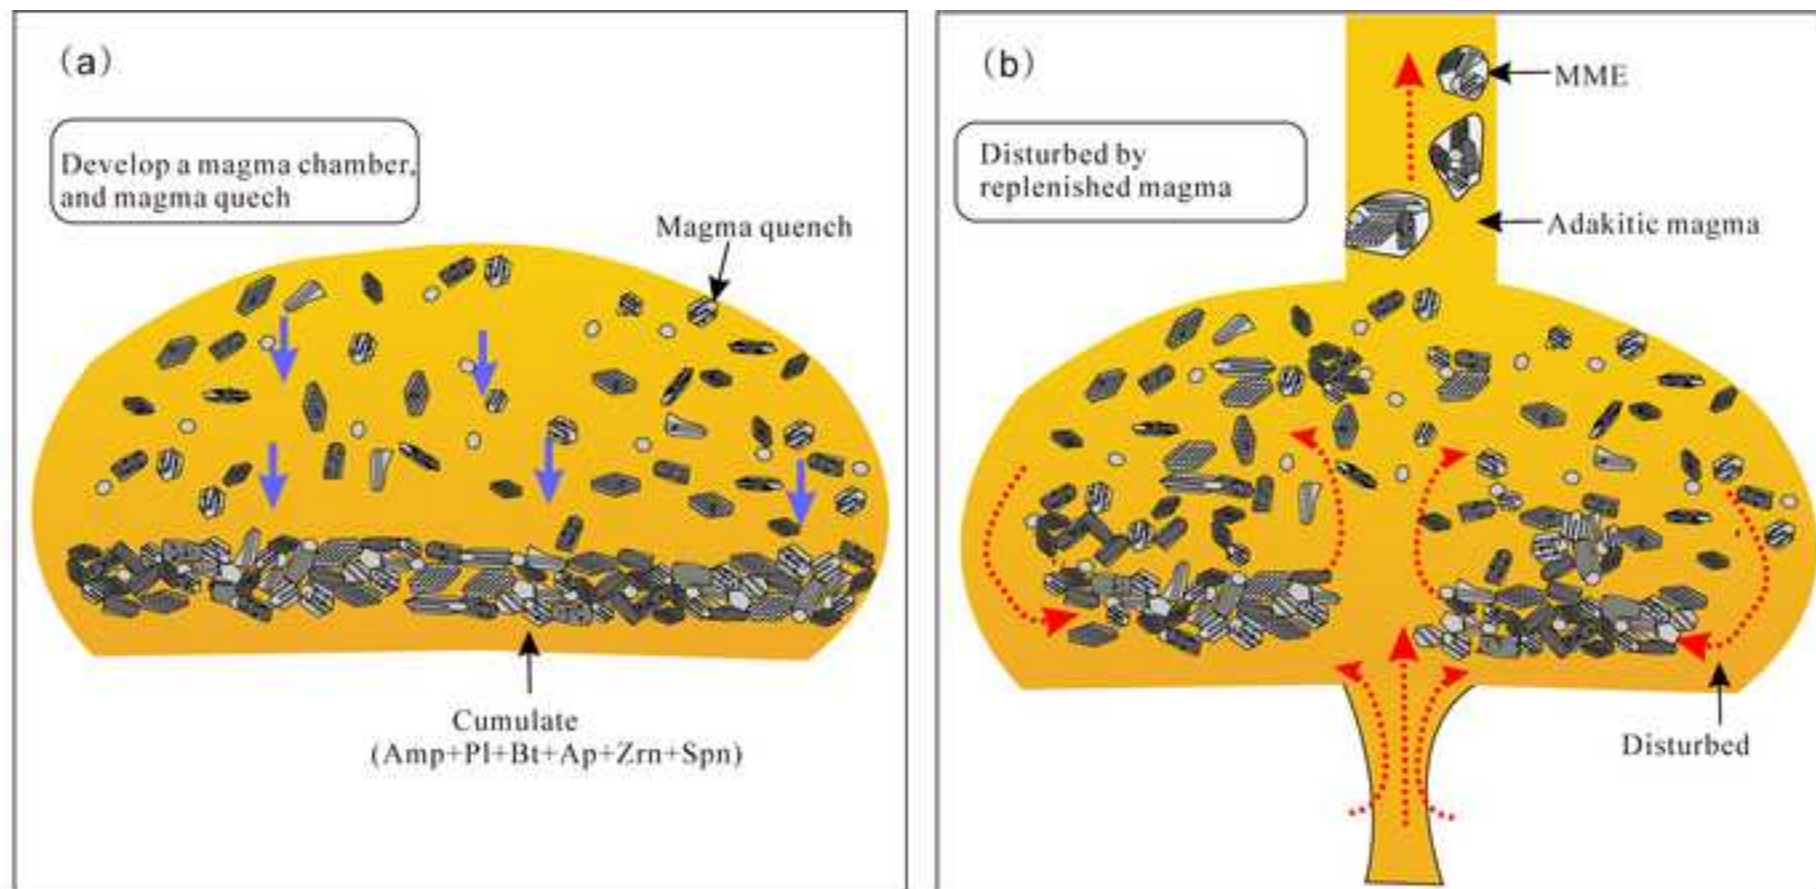 (a)
Develop a magma chamber,
and magma quech
Magma quench
Cumulate
(Amp+Pl+Bt+Ap+Zrn+Spn)
(b)
Disturbed by
replenished magma
MME
Adakitic magma
Disturbed